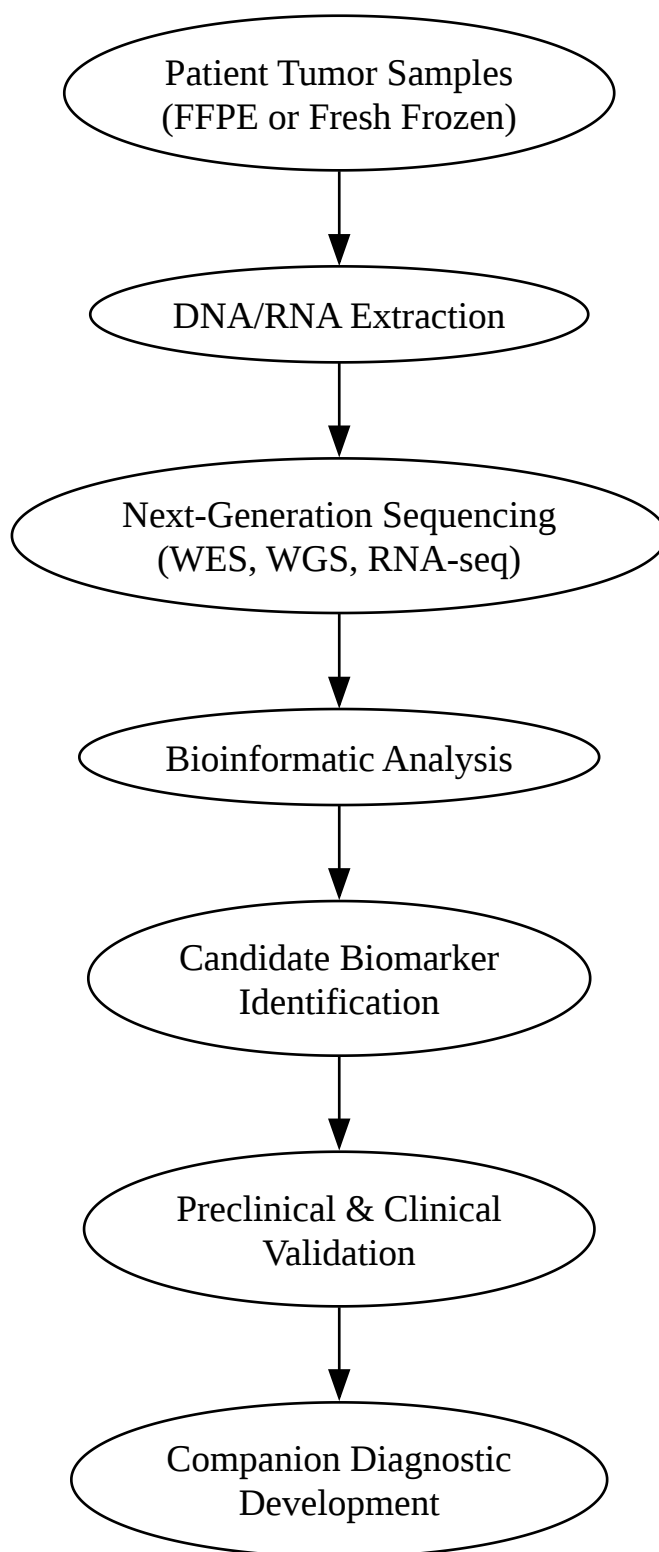 Patient Tumor Samples
(FFPE or Fresh Frozen)
DNA/RNA Extraction
Next-Generation Sequencing
(WES, WGS, RNA-seq)
Bioinformatic Analysis
Candidate Biomarker
Identification
Preclinical & Clinical
Validation
Companion Diagnostic
Development